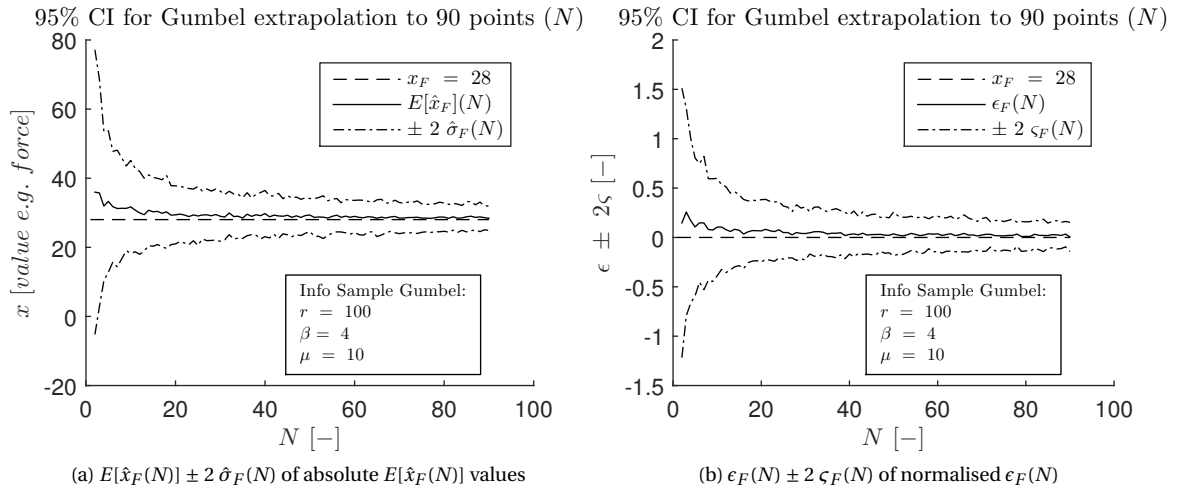 95% CI for Gumbel extrapolation to 90 points (N)
80
60
40
20
0
-20
0
20
40
60
80
100
x [value e.g. force]
N [−]
x_F = 28
E[x̂_F](N)
± 2 σ̂_F(N)
Info Sample Gumbel:
r = 100
β = 4
μ = 10
(a) E[x̂_F(N)] ± 2 σ̂_F(N) of absolute E[x̂_F(N)] values
95% CI for Gumbel extrapolation to 90 points (N)
2
1.5
1
0.5
0
-0.5
-1
-1.5
0
20
40
60
80
100
ϵ ± 2ς [−]
N [−]
x_F = 28
ϵ_F(N)
± 2 ς_F(N)
Info Sample Gumbel:
r = 100
β = 4
μ = 10
(b) ϵ_F(N) ± 2 ς_F(N) of normalised ϵ_F(N)